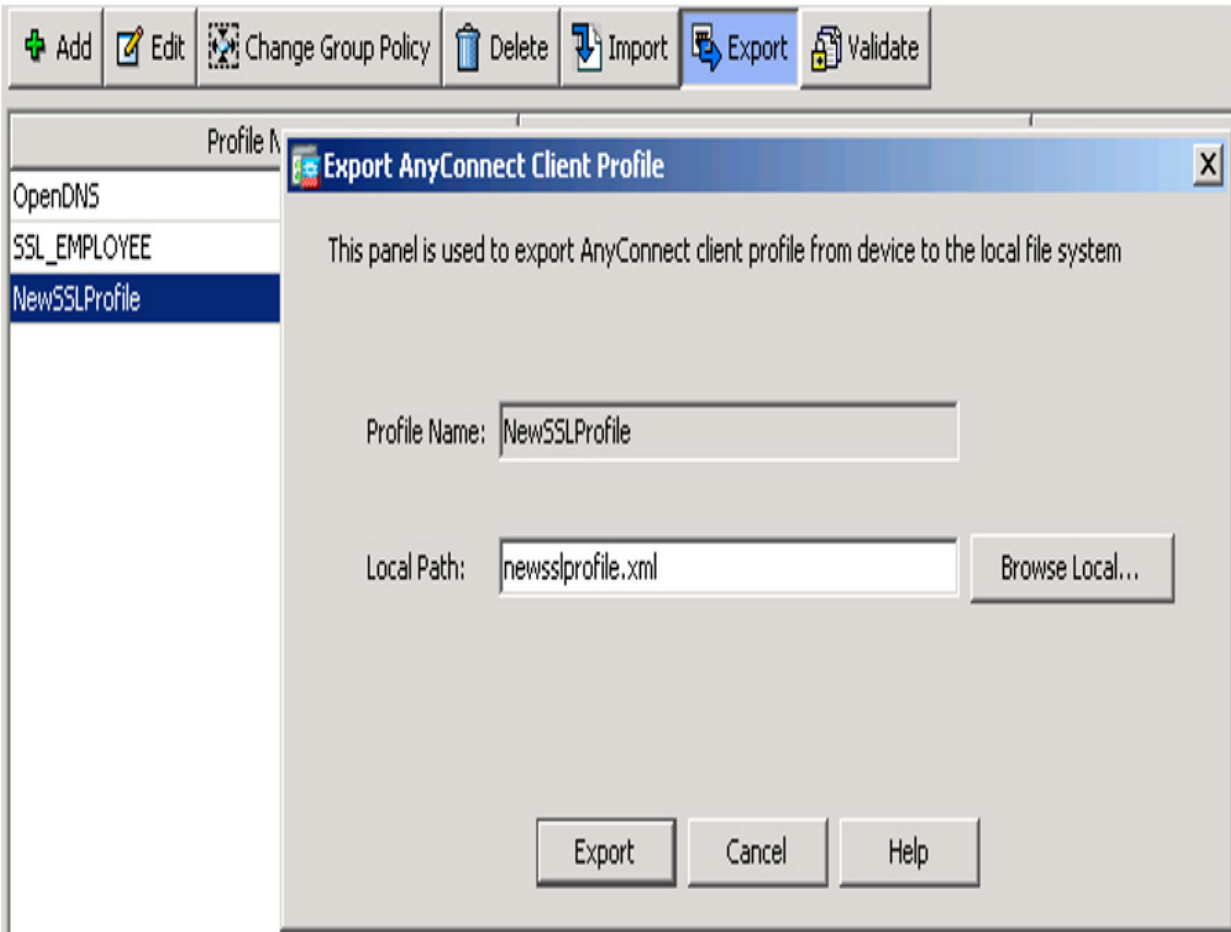 Add Edit Change Group Policy Delete Import Export Validate
Profile N
Export AnyConnect Client Profile
OpenDNS
SSL_EMPLOYEE
This panel is used to export AnyConnect client profile from device to the local file system
NewSSLProfile
Profile Name: NewSSLProfile
Local Path: newsslprofile.xml Browse Local...
Export Cancel Help